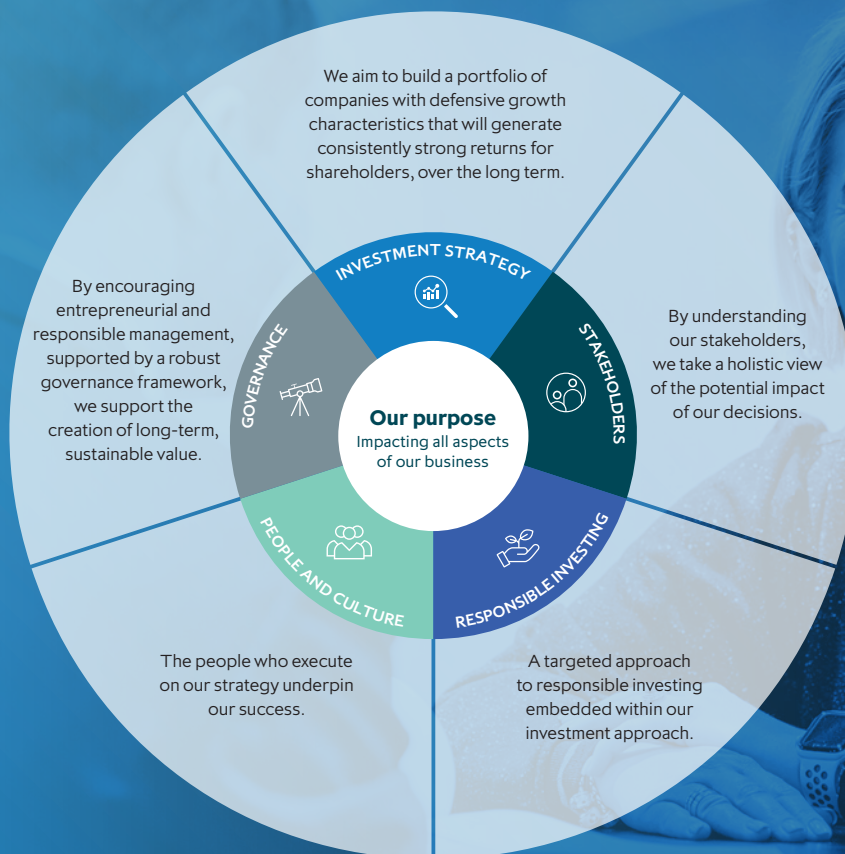 We aim to build a portfolio of
companies with defensive growth
characteristics that will generate
consistently strong returns for
shareholders, over the long term.
INVESTMENT STRATEGY
By encouraging
entrepreneurial and
responsible management,
supported by a robust
governance framework,
we support the
creation of long-term,
sustainable value.
GOVERNANCE
STAKEHOLDERS
By understanding
our stakeholders,
we take a holistic view
of the potential impact
of our decisions.
Our purpose
Impacting all aspects
of our business
PEOPLE AND CULTURE
RESPONSIBLE INVESTING
The people who execute
on our strategy underpin
our success.
A targeted approach
to responsible investing
embedded within our
investment approach.